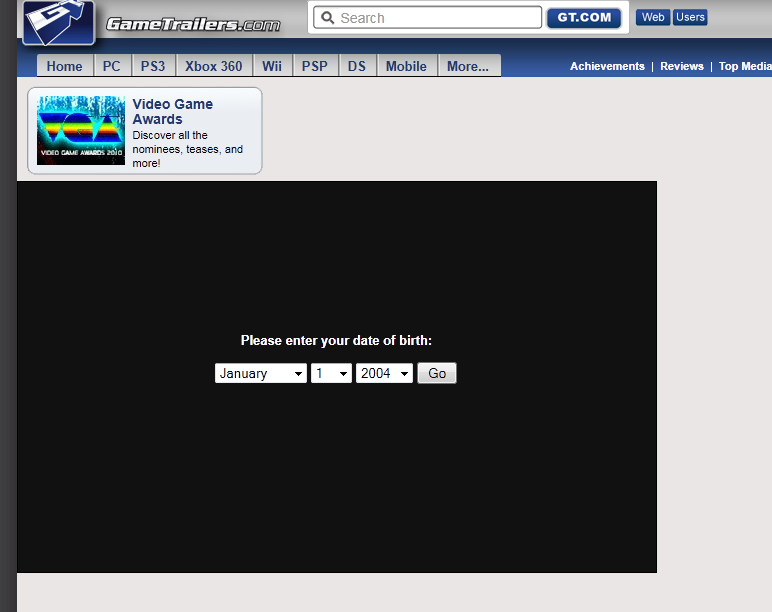 GT
GameTrailers.com
Search
GT.COM
Web
Users
Home
PC
PS3
Xbox 360
Wii
PSP
DS
Mobile
More...
Achievements | Reviews | Top Media
VGA
VIDEO GAME AWARDS 2010
Video Game
Awards
Discover all the
nominees, teases, and
more!
Please enter your date of birth:
January
1
2004
Go